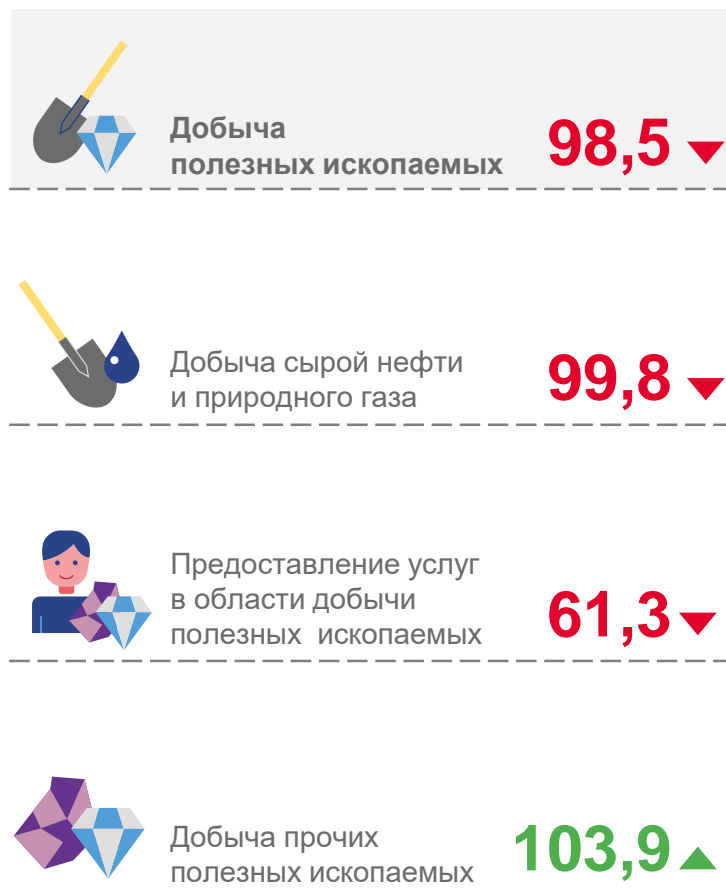 Добыча
полезных ископаемых
98,5
Добыча сырой нефти
и природного газа
99,8
Предоставление услуг
в области добычи
полезных ископаемых
61,3
Добыча прочих
полезных ископаемых
103,9